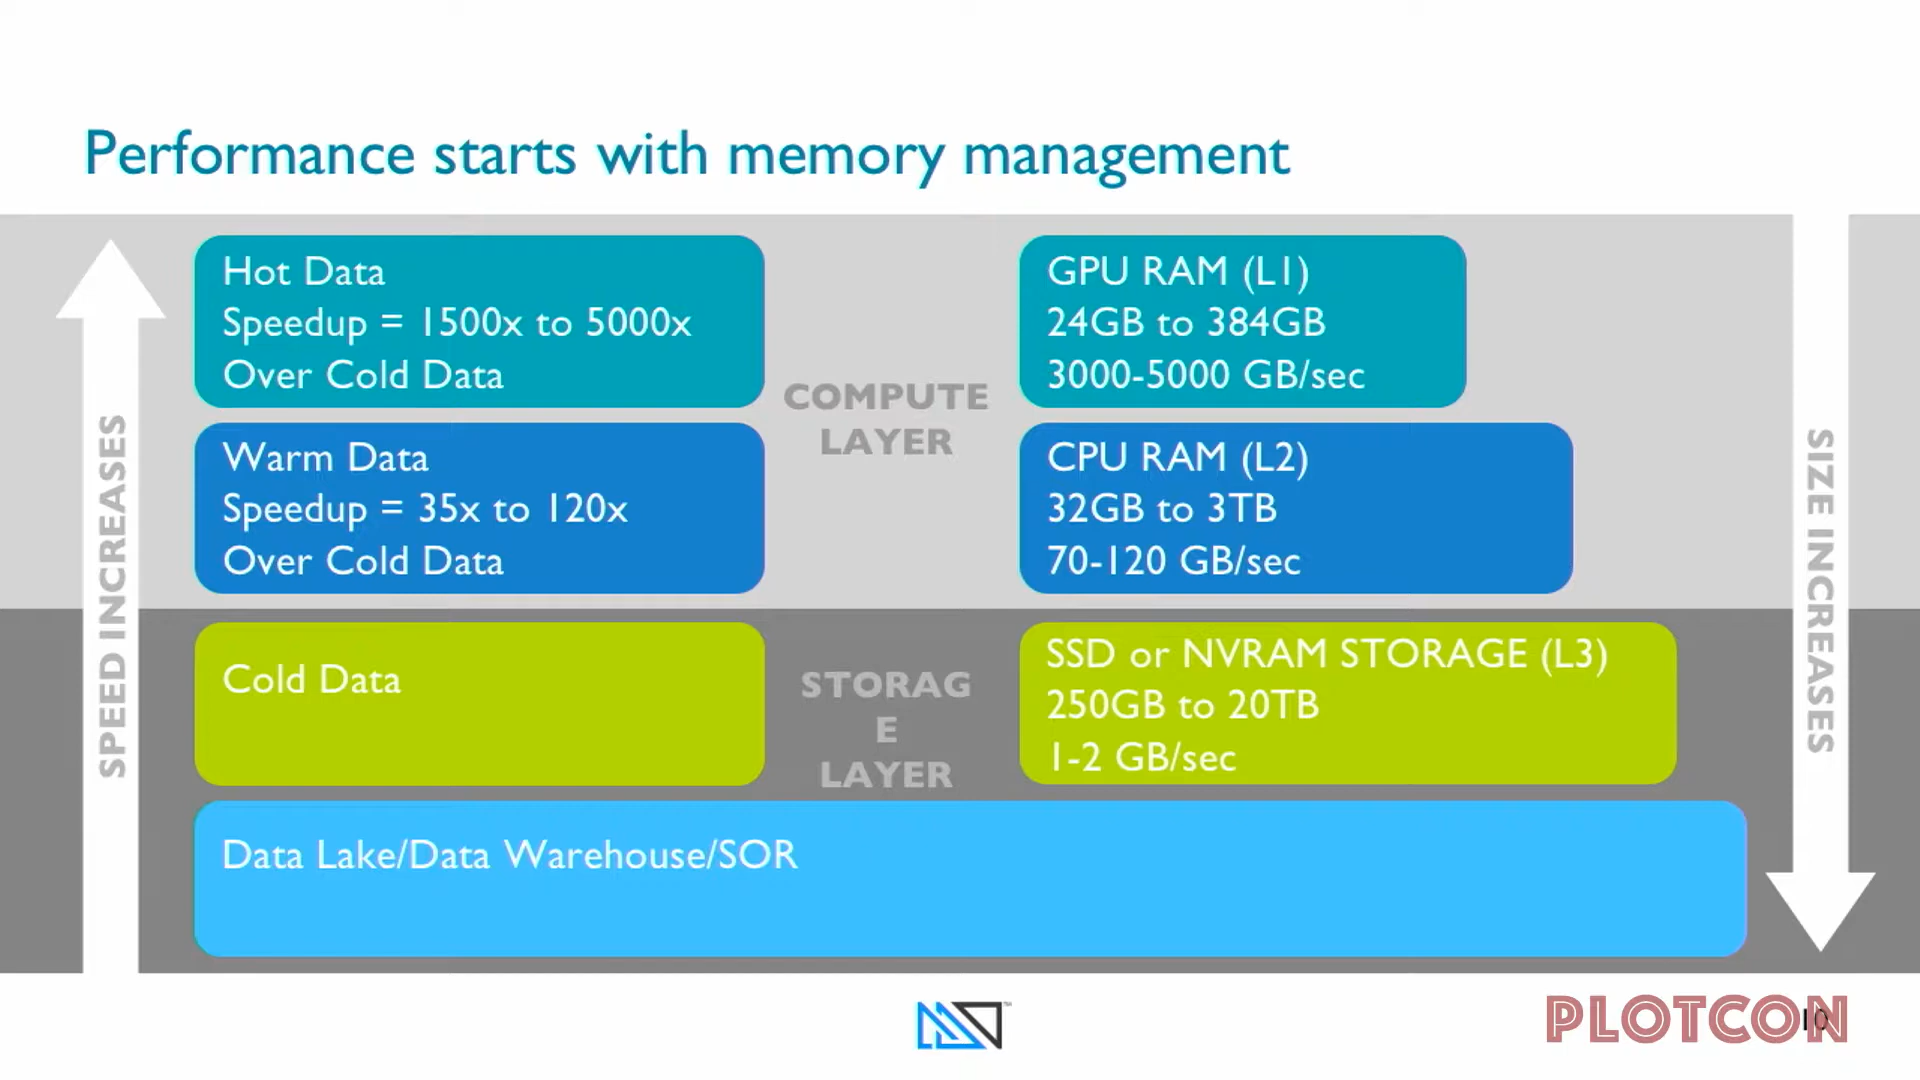 Performance starts with memory management
Hot Data
Speedup = 1500x to 5000x
Over Cold Data
GPU RAM (L1)
24GB to 384GB
3000-5000 GB/sec
COMPUTE
LAYER
Warm Data
Speedup = 35x to 120x
Over Cold Data
CPU RAM (L2)
32GB to 3TB
70-120 GB/sec
SPEED INCREASES
SIZE INCREASES
Cold Data
STORAG
E
LAYER
SSD or NVRAM STORAGE (L3)
250GB to 20TB
1-2 GB/sec
Data Lake/Data Warehouse/SOR
PLOTCON
10